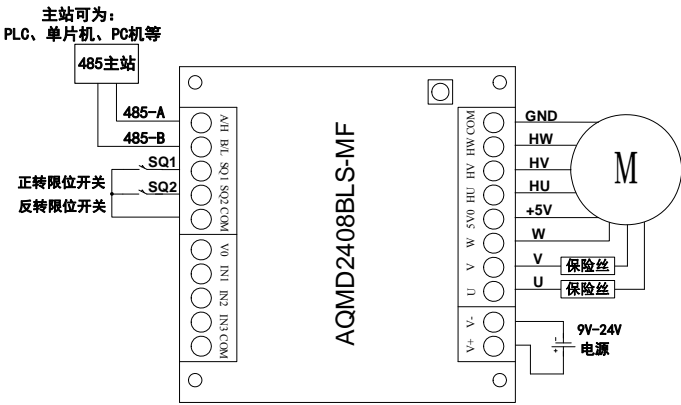 主站可为：
PLC、单片机、PC机等
485主站
485-A
485-B
SQ1
正转限位开关
SQ2
反转限位开关
A/H
B/L
SQ1
SQ2
COM
V0
IN1
IN2
IN3
COM
AQMD2408BLS-MF
COM
HW
HV
HU
5V0
W
V
U
V-
V+
GND
HW
HV
HU
+5V
W
V
保险丝
U
保险丝
M
9V-24V
电源
+
-